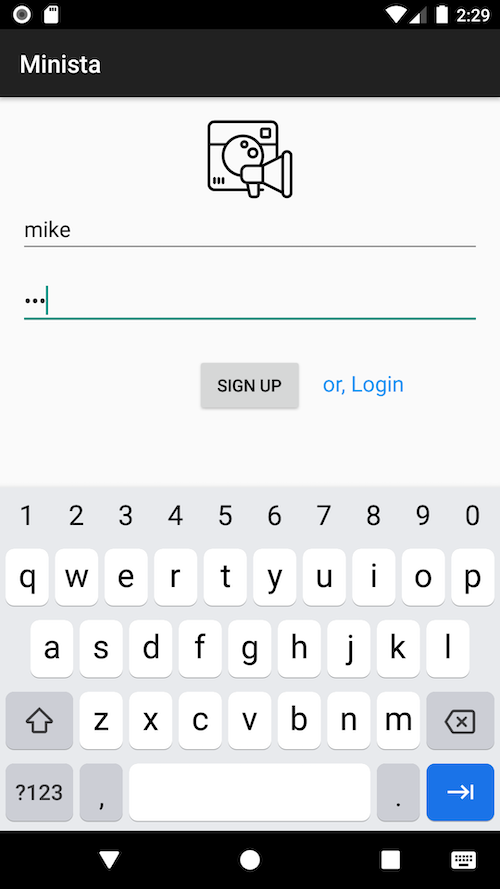 2:29
Minista
mike
•••
SIGN UP or, Login
1 2 3 4 5 6 7 8 9 0
q w e r t y u i o p
a s d f g h j k l
z x c v b n m
?123 , .